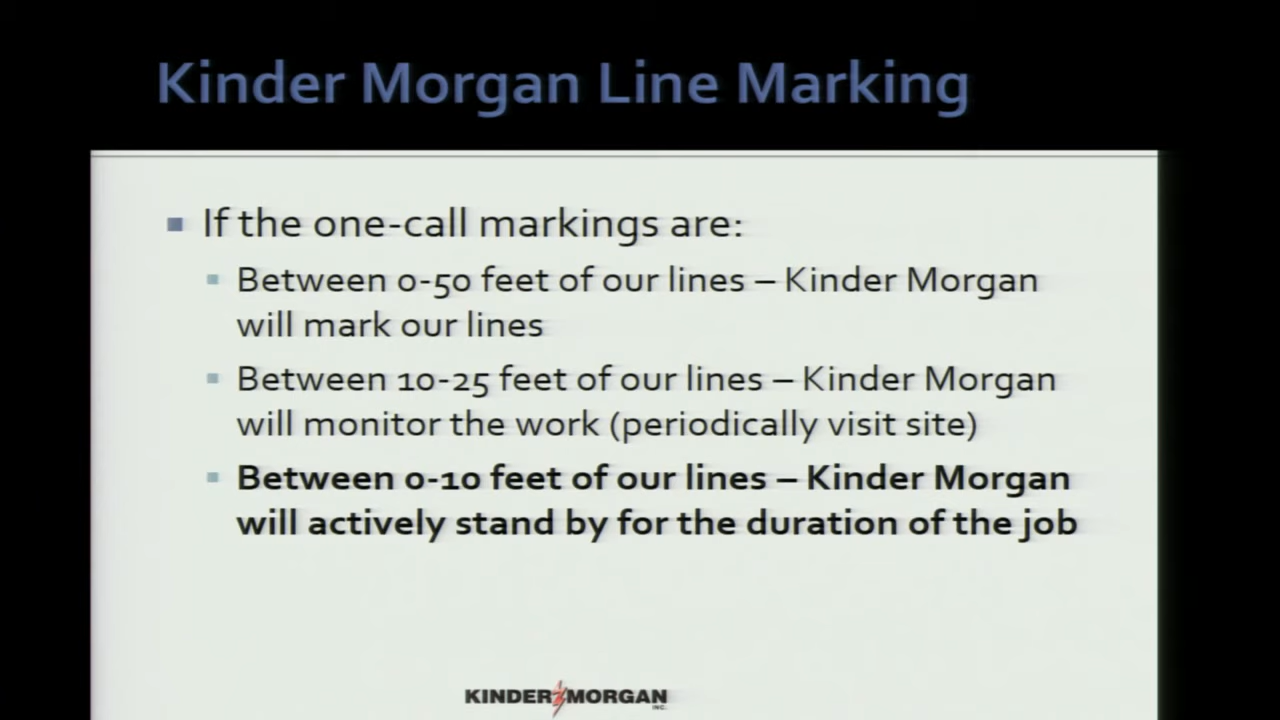 Kinder Morgan Line Marking
If the one-call markings are:
Between 0-50 feet of our lines – Kinder Morgan
will mark our lines
Between 10-25 feet of our lines – Kinder Morgan
will monitor the work (periodically visit site)
Between 0-10 feet of our lines – Kinder Morgan
will actively stand by for the duration of the job
KINDER MORGAN
INC.